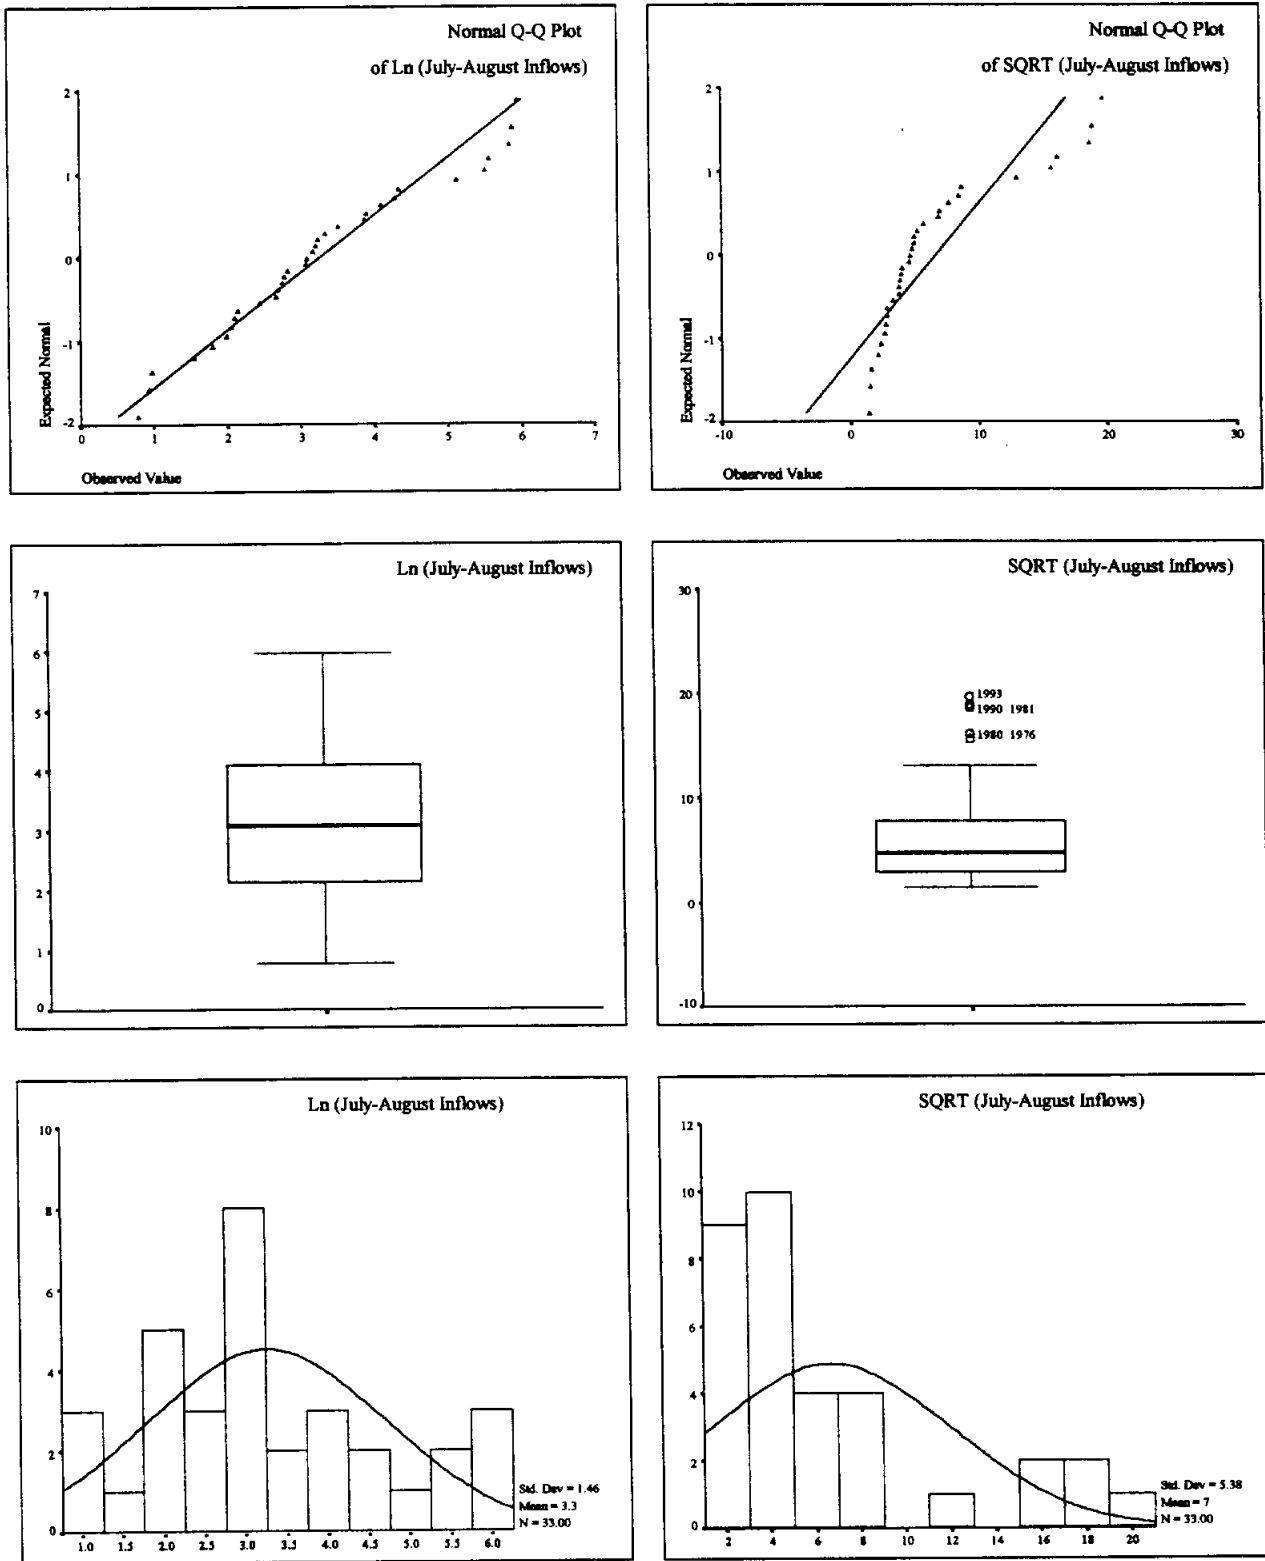 Normal Q-Q Plot
of Ln (July-August Inflows)
2
1
0
-1
-2
Expected Normal
0 1 2 3 4 5 6 7
Observed Value
Normal Q-Q Plot
of SQRT (July-August Inflows)
2
1
0
-1
-2
Expected Normal
-10 0 10 20 30
Observed Value
Ln (July-August Inflows)
7
6
5
4
3
2
1
0
SQRT (July-August Inflows)
30
20
10
0
-10
1993
1990 1981
1980 1976
Ln (July-August Inflows)
10
8
6
4
2
0
1.0 1.5 2.0 2.5 3.0 3.5 4.0 4.5 5.0 5.5 6.0
Std. Dev = 1.46
Mean = 3.3
N = 33.00
SQRT (July-August Inflows)
12
10
8
6
4
2
0
2 4 6 8 10 12 14 16 18 20
Std. Dev = 5.38
Mean = 7
N = 33.00